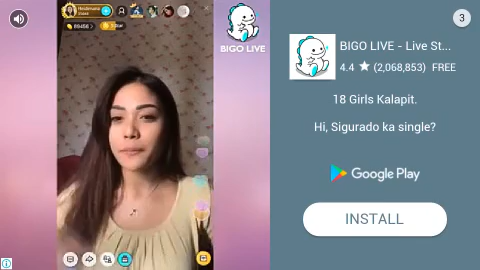 BIGO LIVE
89456 >
3
BIGO LIVE - Live St...
4.4 ★ (2,068,853) FREE
18 Girls Kalapit.
Hi, Sigurado ka single?
Google Play
INSTALL